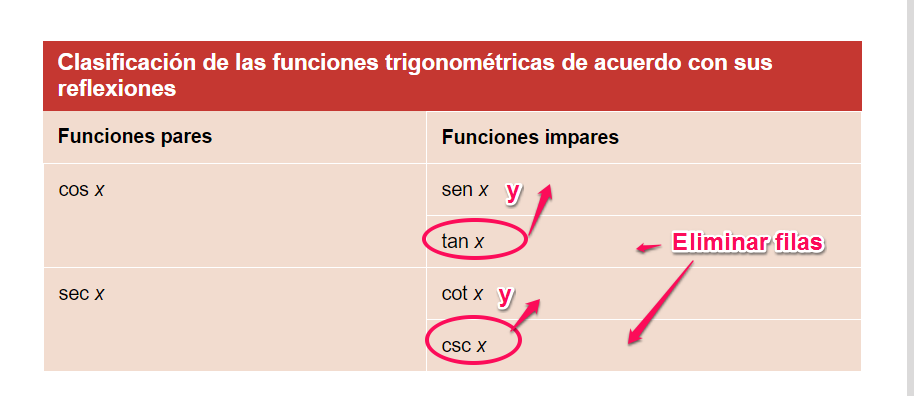 Clasificación de las funciones trigonométricas de acuerdo con sus
reflexiones
Funciones pares
Funciones impares
cos x
sen x y
tan x
Eliminar filas
sec x
cot x y
csc x